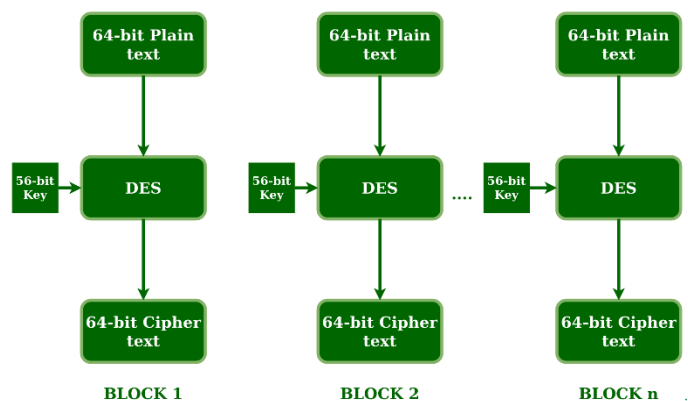 64-bit Plain
text
64-bit Plain
text
64-bit Plain
text
56-bit
Key
DES
56-bit
Key
DES
....
56-bit
Key
DES
64-bit Cipher
text
64-bit Cipher
text
64-bit Cipher
text
BLOCK 1
BLOCK 2
BLOCK n
.